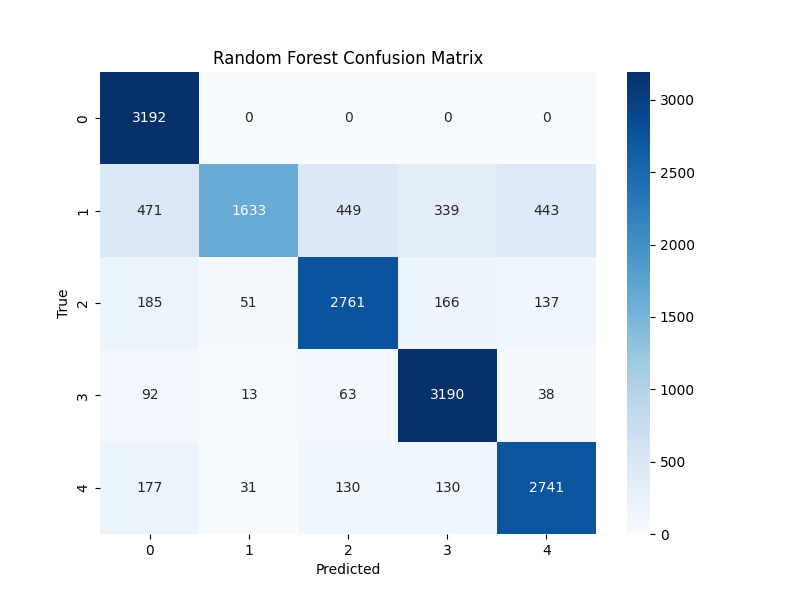 Random Forest Confusion Matrix
0 3192 0 0 0 0
1 471 1633 449 339 443
2 185 51 2761 166 137
3 92 13 63 3190 38
4 177 31 130 130 2741
0 1 2 3 4
True
Predicted
3000
2500
2000
1500
1000
500
0